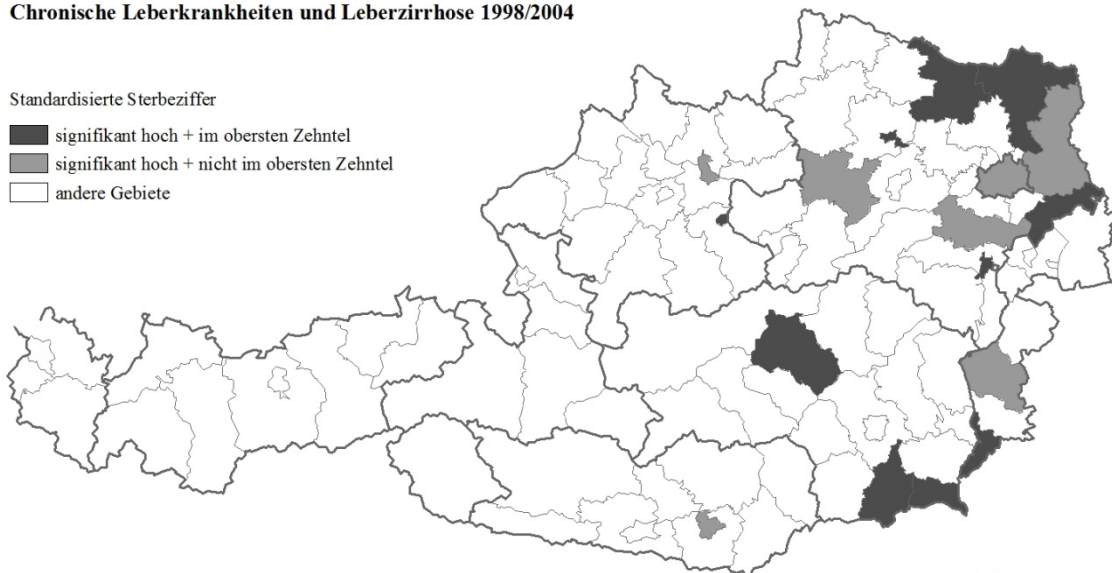 Chronische Leberkrankheiten und Leberzirrhose 1998/2004
Standardisierte Sterbeziffer
signifikant hoch + im obersten Zehntel
signifikant hoch + nicht im obersten Zehntel
andere Gebiete